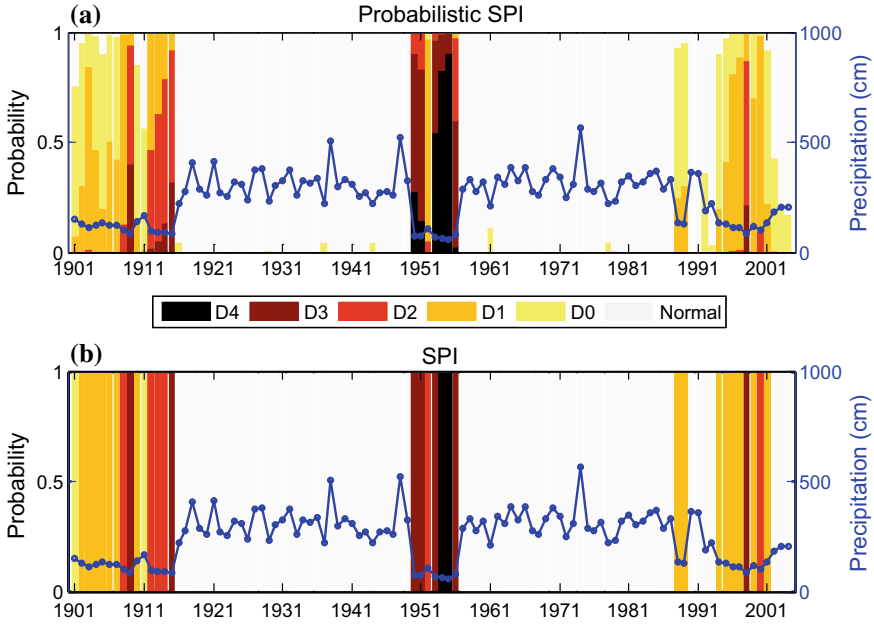 (a)
Probabilistic SPI
1
0.5
0
Probability
1000
500
0
Precipitation (cm)
1901 1911 1921 1931 1941 1951 1961 1971 1981 1991 2001
D4 D3 D2 D1 D0 Normal
(b)
SPI
1
0.5
0
Probability
1000
500
0
Precipitation (cm)
1901 1911 1921 1931 1941 1951 1961 1971 1981 1991 2001